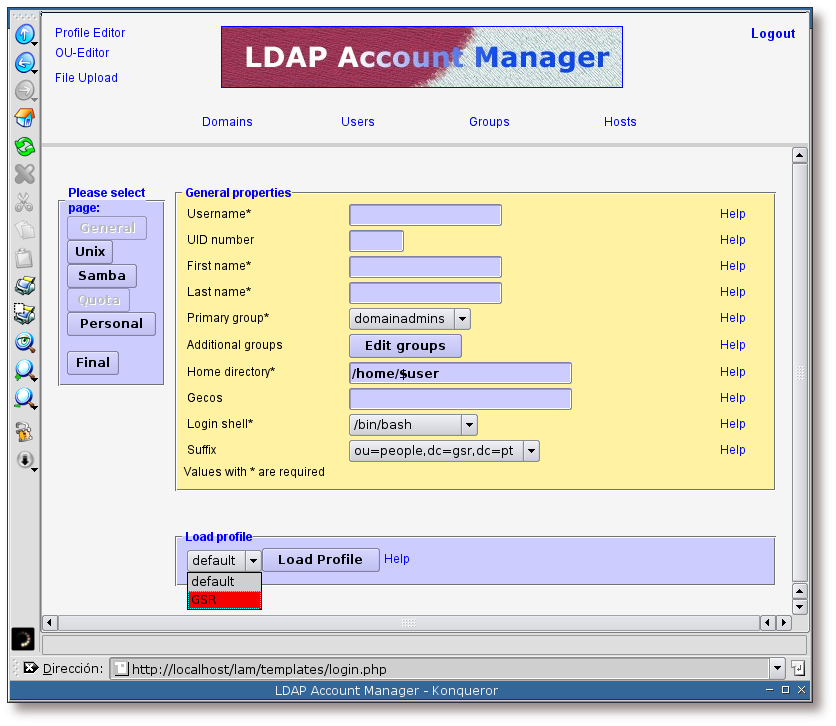 Profile Editor
OU-Editor
File Upload
LDAP Account Manager
Logout
Domains Users Groups Hosts
Please select page:
General
Unix
Samba
Quota
Personal
Final
General properties
Username* Help
UID number Help
First name* Help
Last name* Help
Primary group* domainadmins Help
Additional groups Edit groups Help
Home directory* /home/$user Help
Gecos Help
Login shell* /bin/bash Help
Suffix ou=people,dc=gsr,dc=pt Help
Values with * are required
Load profile
default Load Profile Help
default
GSR
Dirección: http://localhost/lam/templates/login.php
LDAP Account Manager - Konqueror